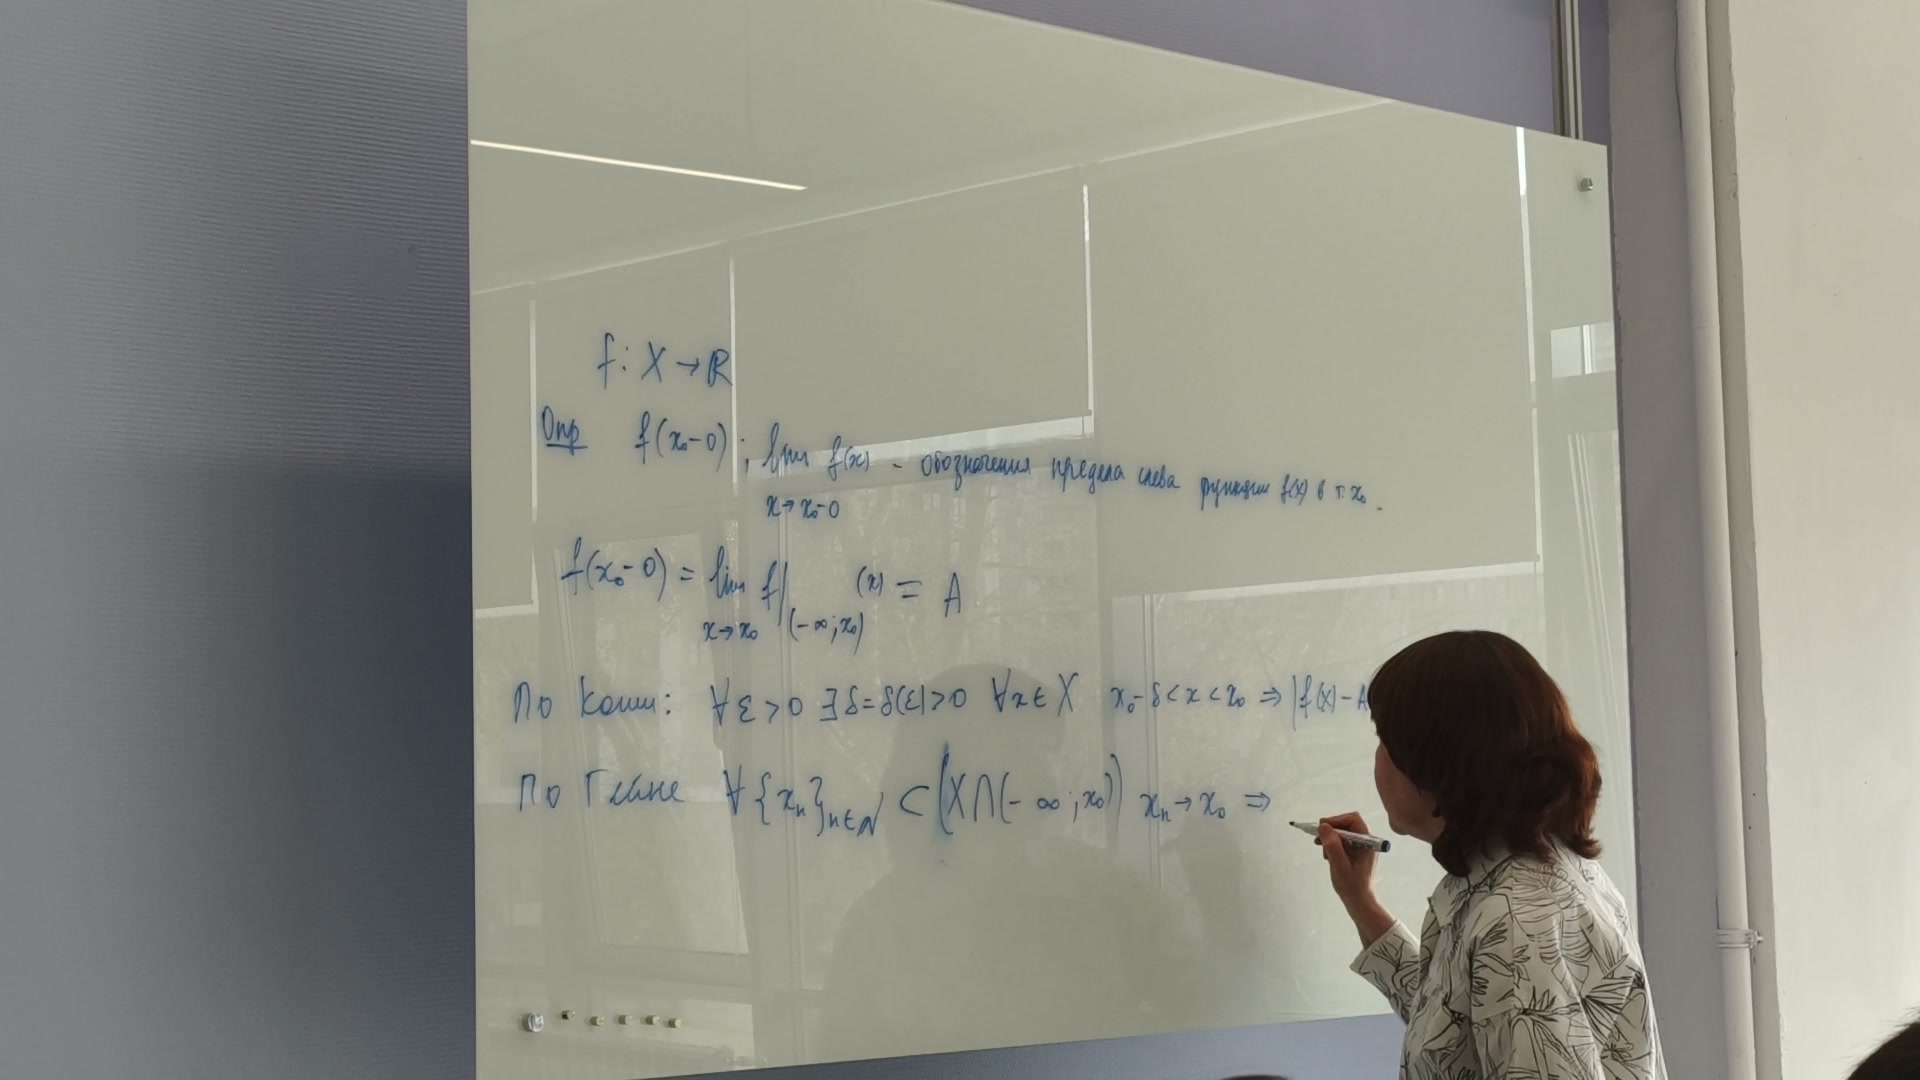 f: X → ℝ
Опр f(x₀-0); lim f(x) - обозначения предела слева функции f(x) в т. x₀.
x→x₀-0
f(x₀-0) = lim f|(x) = A
x→x₀ (-∞; x₀)
По Коши: ∀ε>0 ∃δ=δ(ε)>0 ∀x∈X x₀-δ<x<x₀ ⇒ |f(x)-A
По Гейне ∀{xₙ}ₙ∈ℕ ⊂ (X∩(-∞; x₀)) xₙ→x₀ ⇒